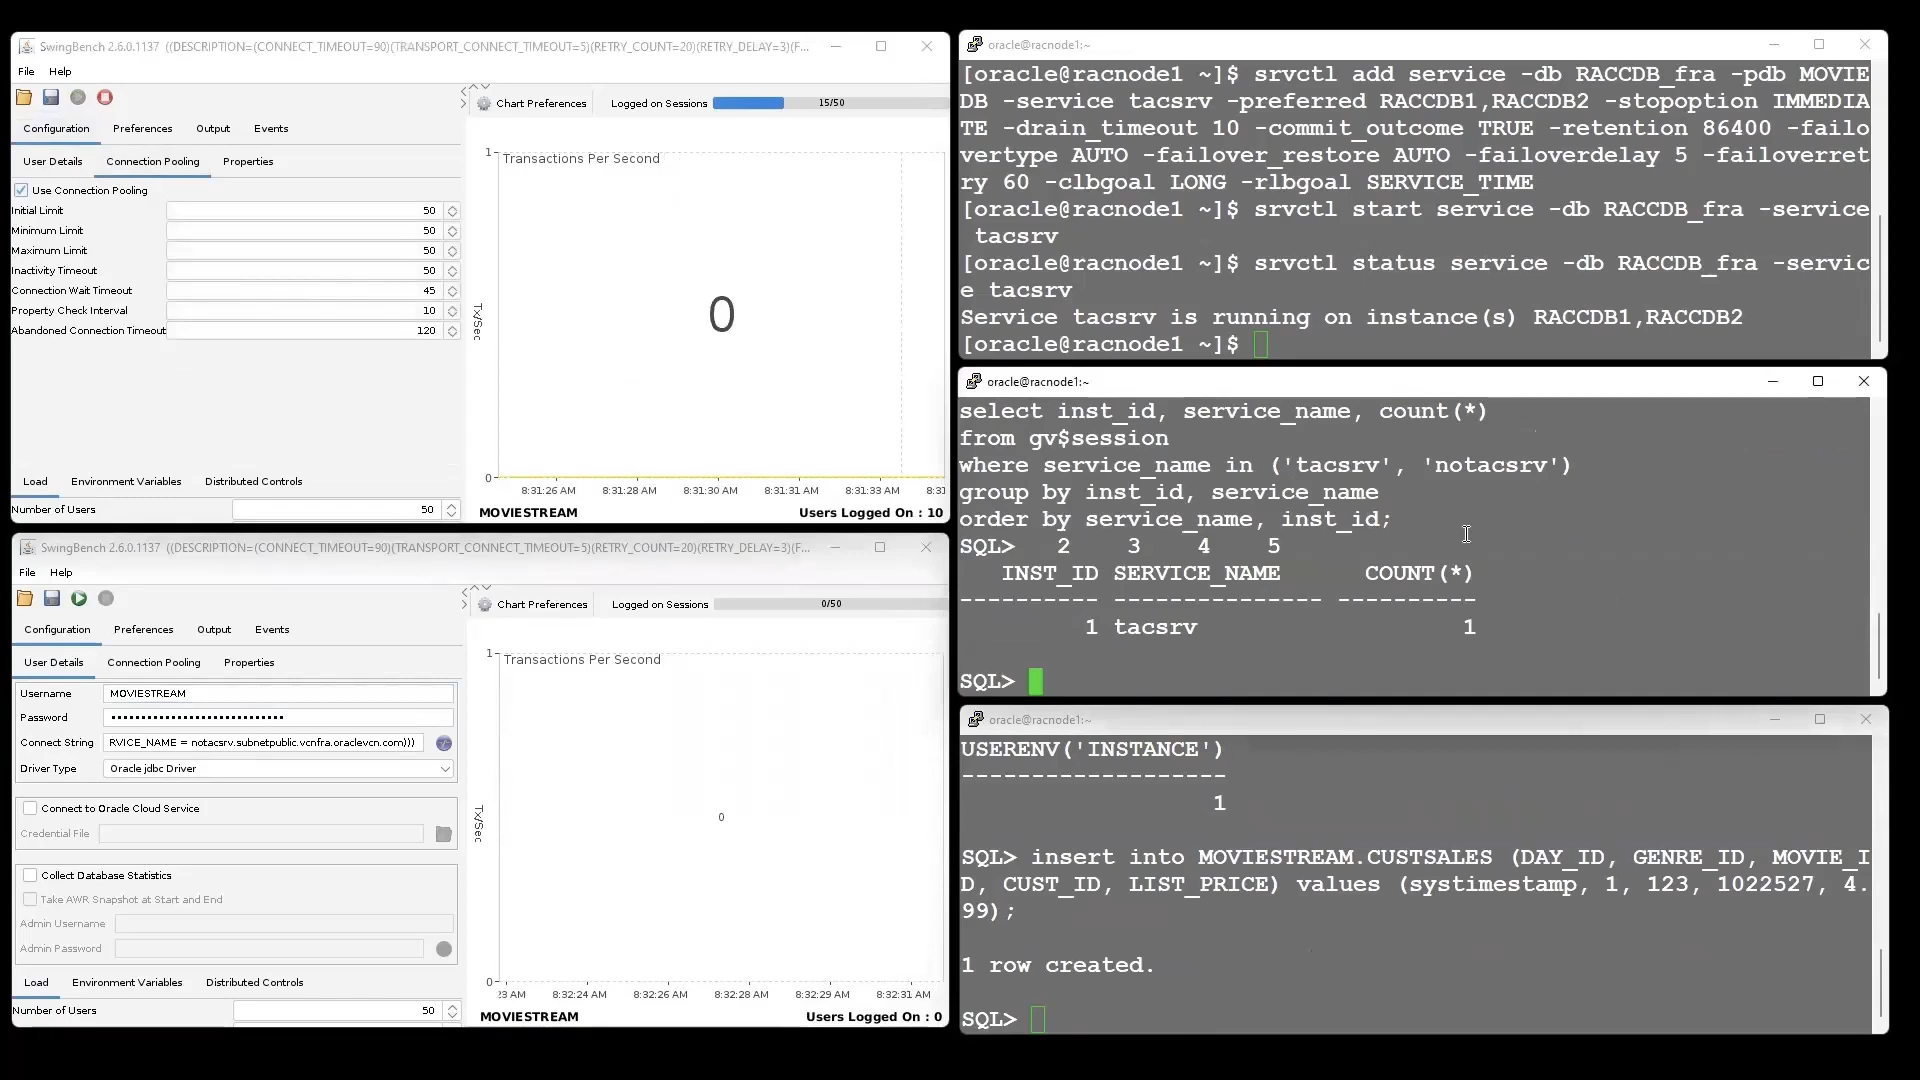 SwingBench 2.6.0.1137 ((DESCRIPTION=(CONNECT_TIMEOUT=90)(TRANSPORT_CONNECT_TIMEOUT=5)(RETRY_COUNT=20)(RETRY_DELAY=3)(F...
File Help
Configuration Preferences Output Events
User Details Connection Pooling Properties
Use Connection Pooling
Initial Limit 50
Minimum Limit 50
Maximum Limit 50
Inactivity Timeout 50
Connection Wait Timeout 45
Property Check Interval 10
Abandoned Connection Timeout 120
Load Environment Variables Distributed Controls
Number of Users 50
Chart Preferences Logged on Sessions 15/50
Transactions Per Second
1
Tx/Sec
0
0
8:31:26 AM 8:31:28 AM 8:31:30 AM 8:31:31 AM 8:31:33 AM 8:31
MOVIESTREAM Users Logged On : 10
SwingBench 2.6.0.1137 ((DESCRIPTION=(CONNECT_TIMEOUT=90)(TRANSPORT_CONNECT_TIMEOUT=5)(RETRY_COUNT=20)(RETRY_DELAY=3)(F...
File Help
Configuration Preferences Output Events
User Details Connection Pooling Properties
Username MOVIESTREAM
Password ••••••••••••••••••••••••••••
Connect String RVICE_NAME = notacsrv.subnetpublic.vcnfra.oraclevcn.com)))
Driver Type Oracle jdbc Driver
Connect to Oracle Cloud Service
Credential File
Collect Database Statistics
Take AWR Snapshot at Start and End
Admin Username
Admin Password
Load Environment Variables Distributed Controls
Number of Users 50
Chart Preferences Logged on Sessions 0/50
Transactions Per Second
1
Tx/Sec
0
0
:23 AM 8:32:24 AM 8:32:26 AM 8:32:28 AM 8:32:29 AM 8:32:31 AM
MOVIESTREAM Users Logged On : 0
oracle@racnode1:~
[oracle@racnode1 ~]$ srvctl add service -db RACCDB_fra -pdb MOVIE
DB -service tacsrv -preferred RACCDB1,RACCDB2 -stopoption IMMEDIA
TE -drain_timeout 10 -commit_outcome TRUE -retention 86400 -failo
vertype AUTO -failover_restore AUTO -failoverdelay 5 -failoverret
ry 60 -clbgoal LONG -rlbgoal SERVICE_TIME
[oracle@racnode1 ~]$ srvctl start service -db RACCDB_fra -service
 tacsrv
[oracle@racnode1 ~]$ srvctl status service -db RACCDB_fra -servic
e tacsrv
Service tacsrv is running on instance(s) RACCDB1,RACCDB2
[oracle@racnode1 ~]$
oracle@racnode1:~
select inst_id, service_name, count(*)
from gv$session
where service_name in ('tacsrv', 'notacsrv')
group by inst_id, service_name
order by service_name, inst_id;
SQL> 2 3 4 5
INST_ID SERVICE_NAME COUNT(*)
---------- --------------- ----------
1 tacsrv 1
SQL>
oracle@racnode1:~
USERENV('INSTANCE')
-------------------
1
SQL> insert into MOVIESTREAM.CUSTSALES (DAY_ID, GENRE_ID, MOVIE_I
D, CUST_ID, LIST_PRICE) values (systimestamp, 1, 123, 1022527, 4.
99);
1 row created.
SQL>